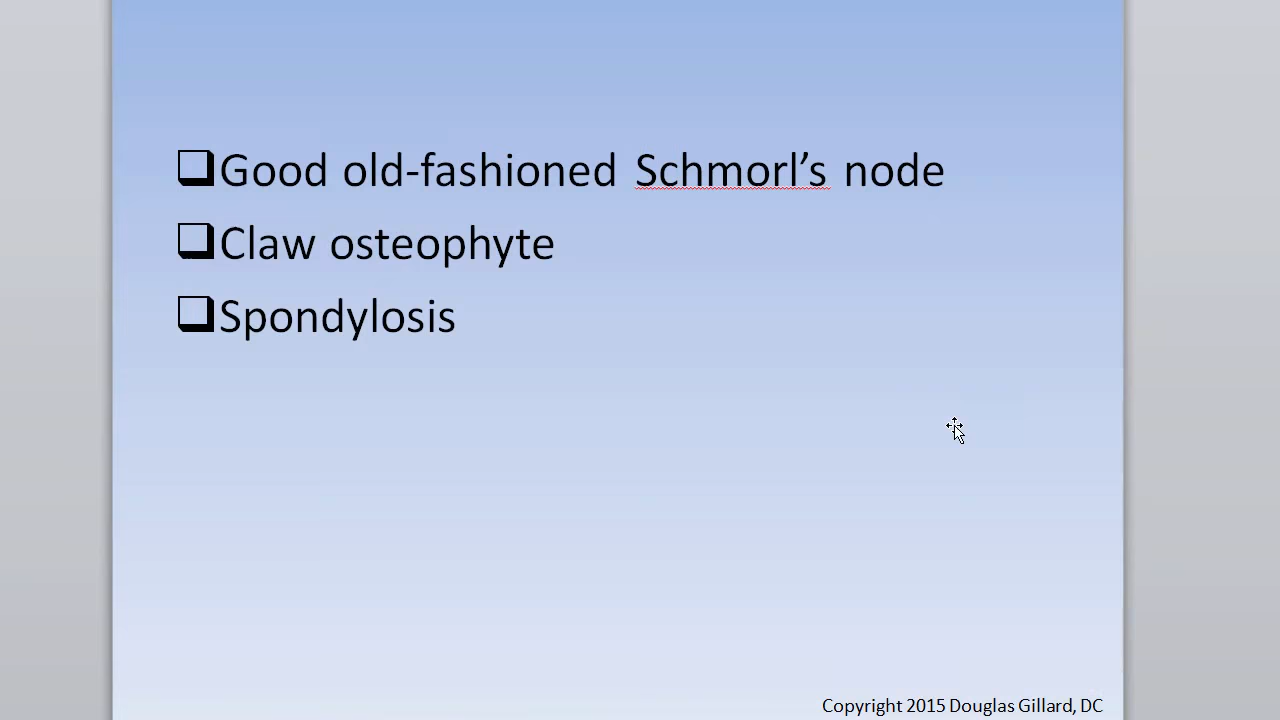 Good old-fashioned Schmorl’s node
Claw osteophyte
Spondylosis
Copyright 2015 Douglas Gillard, DC